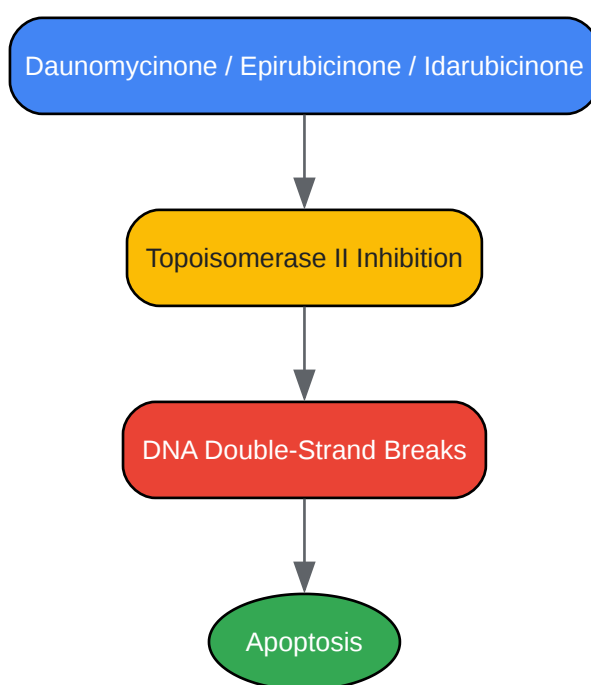 Daunomycinone / Epirubicinone / Idarubicinone
Topoisomerase II Inhibition
DNA Double-Strand Breaks
Apoptosis